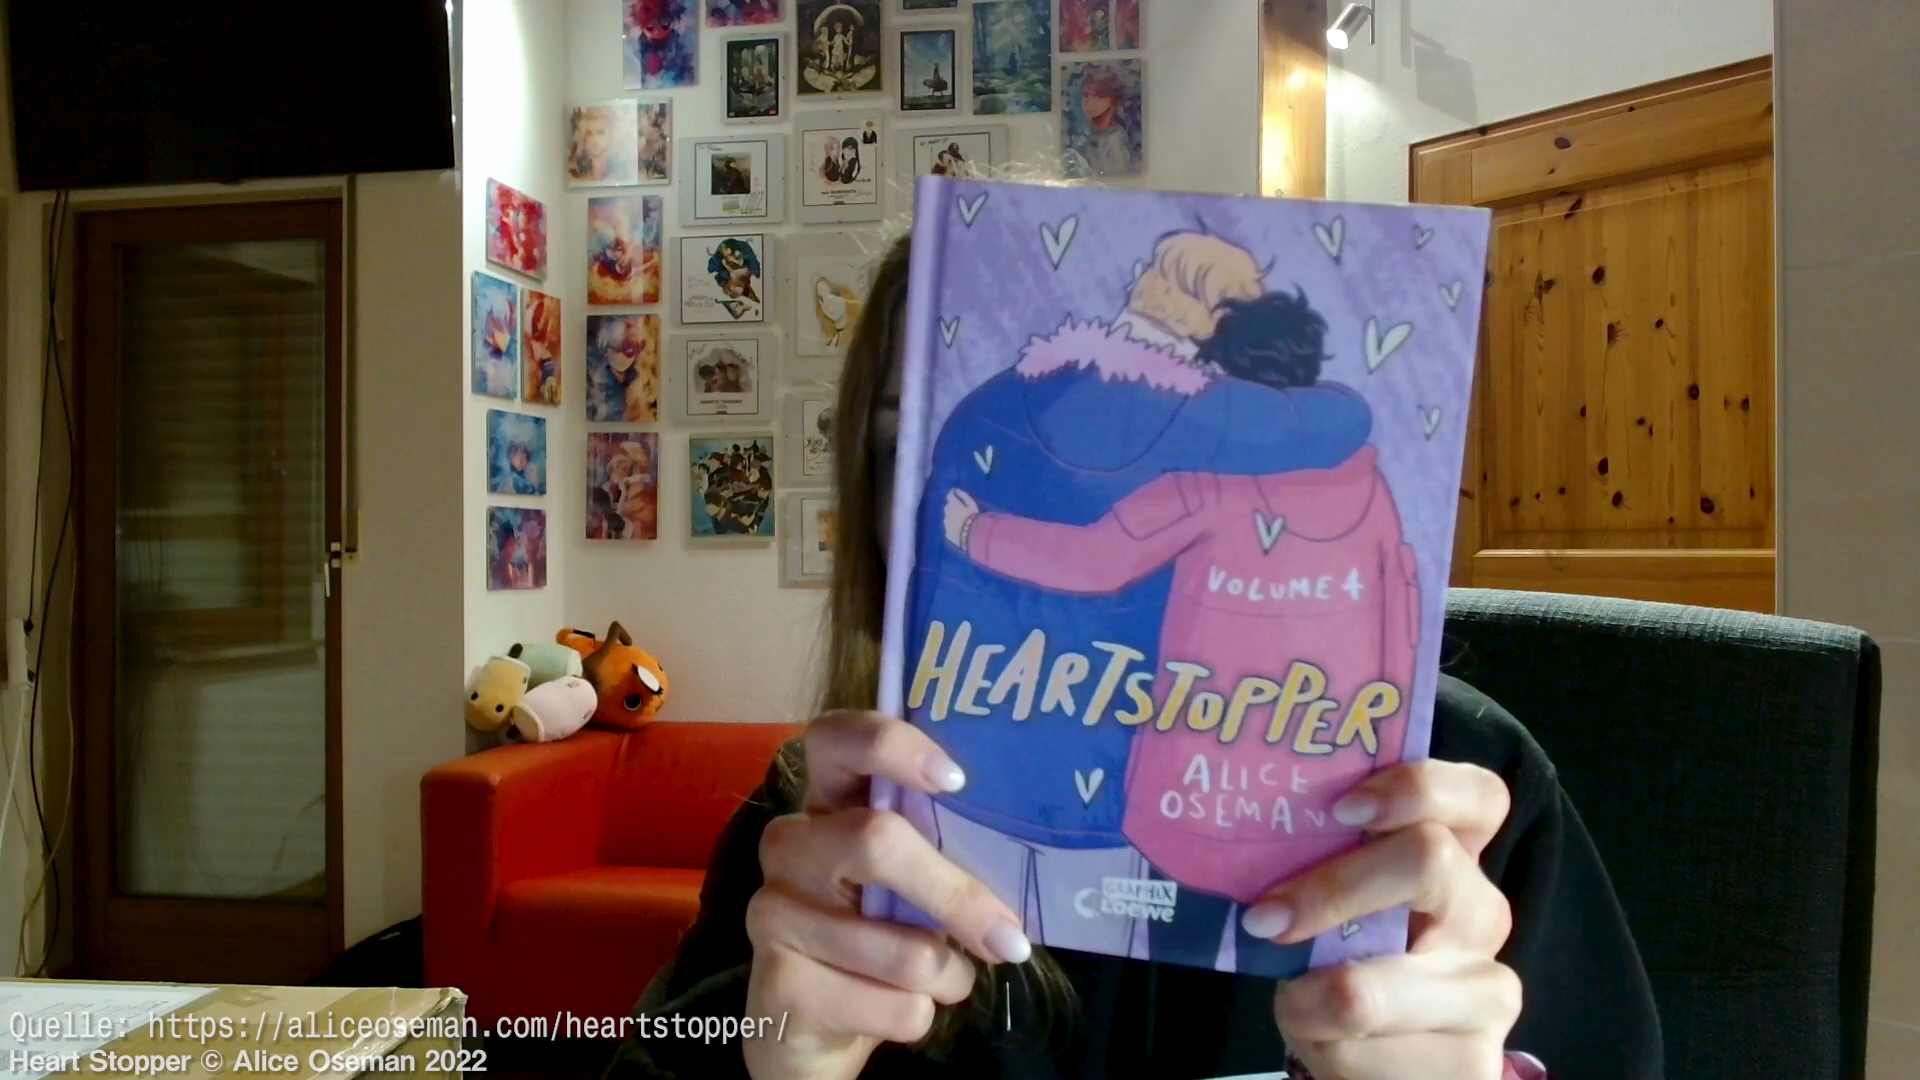 VOLUME 4
HEARTSTOPPER
ALICE
OSEMAN
GRAPHIX
LOEWE
Quelle: https://aliceoseman.com/heartstopper/
Heart Stopper © Alice Oseman 2022